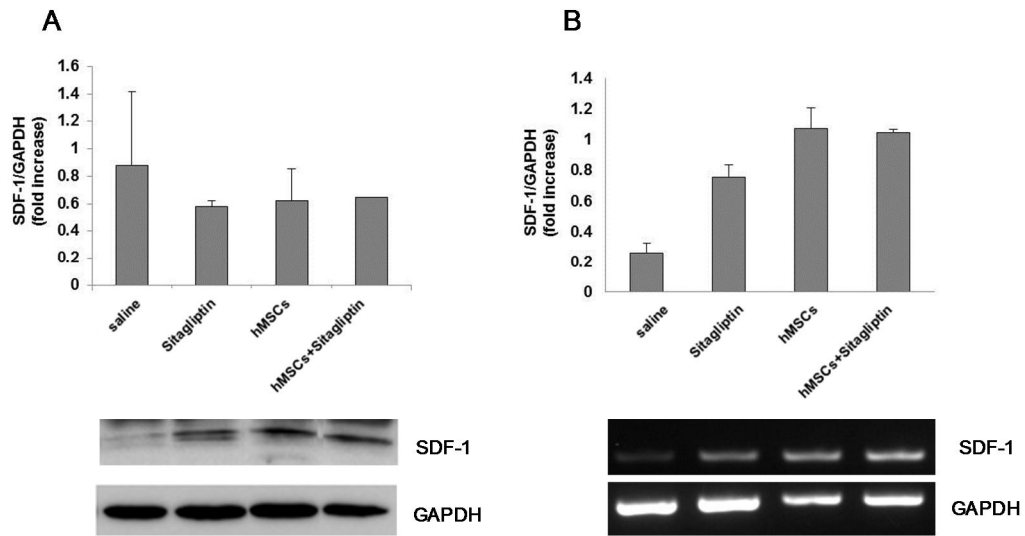 A
SDF-1/GAPDH
(fold increase)
1.6
1.4
1.2
1
0.8
0.6
0.4
0.2
0
saline
Sitagliptin
hMSCs
hMSCs+Sitagliptin
SDF-1
GAPDH
B
SDF-1/GAPDH
(fold increase)
1.4
1.2
1
0.8
0.6
0.4
0.2
0
saline
Sitagliptin
hMSCs
hMSCs+Sitagliptin
SDF-1
GAPDH